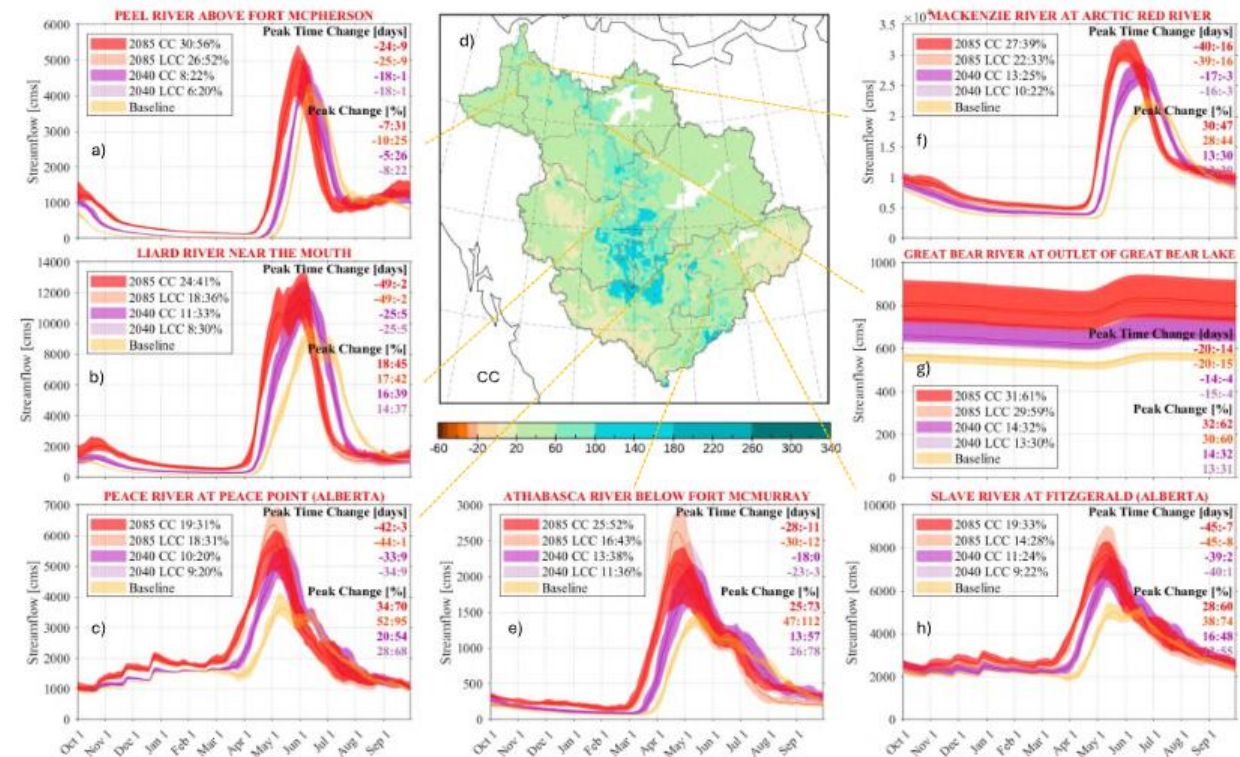 PEEL RIVER ABOVE FORT MCPHERSON
Peak Time Change [days]
2085 CC 30:56%
2085 LCC 26:52%
2040 CC 8:22%
2040 LCC 6:20%
Baseline
-24:-9
-25:-9
-18:-1
-18:-1
Peak Change [%]
-7:31
-10:25
-5:26
-8:22
Streamflow [cms]
6000
5000
4000
3000
2000
1000
0
a)
LIARD RIVER NEAR THE MOUTH
Peak Time Change [days]
2085 CC 24:41%
2085 LCC 18:36%
2040 CC 11:33%
2040 LCC 8:30%
Baseline
-49:-2
-49:-2
-25:5
-25:5
Peak Change [%]
18:45
17:42
16:39
14:37
Streamflow [cms]
14000
12000
10000
8000
6000
4000
2000
0
b)
PEACE RIVER AT PEACE POINT (ALBERTA)
Peak Time Change [days]
2085 CC 19:31%
2085 LCC 18:31%
2040 CC 10:20%
2040 LCC 9:20%
Baseline
-42:-3
-44:-1
-33:9
-34:9
Peak Change [%]
34:70
52:95
20:54
28:68
Streamflow [cms]
7000
6000
5000
4000
3000
2000
1000
0
c)
Oct 1
Nov 1
Dec 1
Jan 1
Feb 1
Mar 1
Apr 1
May 1
Jun 1
Jul 1
Aug 1
Sep 1
d)
CC
-60 -20 20 60 100 140 180 220 260 300 340
ATHABASCA RIVER BELOW FORT MCMURRAY
Peak Time Change [days]
2085 CC 25:52%
2085 LCC 16:43%
2040 CC 13:38%
2040 LCC 11:36%
Baseline
-28:-11
-30:-12
-18:0
-23:-3
Peak Change [%]
25:73
47:112
13:57
26:78
Streamflow [cms]
3000
2500
2000
1500
1000
500
0
e)
Oct 1
Nov 1
Dec 1
Jan 1
Feb 1
Mar 1
Apr 1
May 1
Jun 1
Jul 1
Aug 1
Sep 1
MACKENZIE RIVER AT ARCTIC RED RIVER
Peak Time Change [days]
2085 CC 27:39%
2085 LCC 22:33%
2040 CC 13:25%
2040 LCC 10:22%
Baseline
-40:-16
-39:-16
-17:-3
-16:-3
Peak Change [%]
30:47
28:44
13:30
Streamflow [cms]
3.5
3
2.5
2
1.5
1
0.5
0
f)
GREAT BEAR RIVER AT OUTLET OF GREAT BEAR LAKE
Peak Time Change [days]
-20:-14
-20:-15
-14:-4
-15:-4
2085 CC 31:61%
2085 LCC 29:59%
2040 CC 14:32%
2040 LCC 13:30%
Baseline
Peak Change [%]
32:62
30:60
14:32
13:31
Streamflow [cms]
1000
800
600
400
200
0
g)
SLAVE RIVER AT FITZGERALD (ALBERTA)
Peak Time Change [days]
2085 CC 19:33%
2085 LCC 14:28%
2040 CC 11:24%
2040 LCC 9:22%
Baseline
-45:-7
-45:-8
-39:2
-40:1
Peak Change [%]
28:60
38:74
16:48
Streamflow [cms]
10000
8000
6000
4000
2000
0
h)
Oct 1
Nov 1
Dec 1
Jan 1
Feb 1
Mar 1
Apr 1
May 1
Jun 1
Jul 1
Aug 1
Sep 1